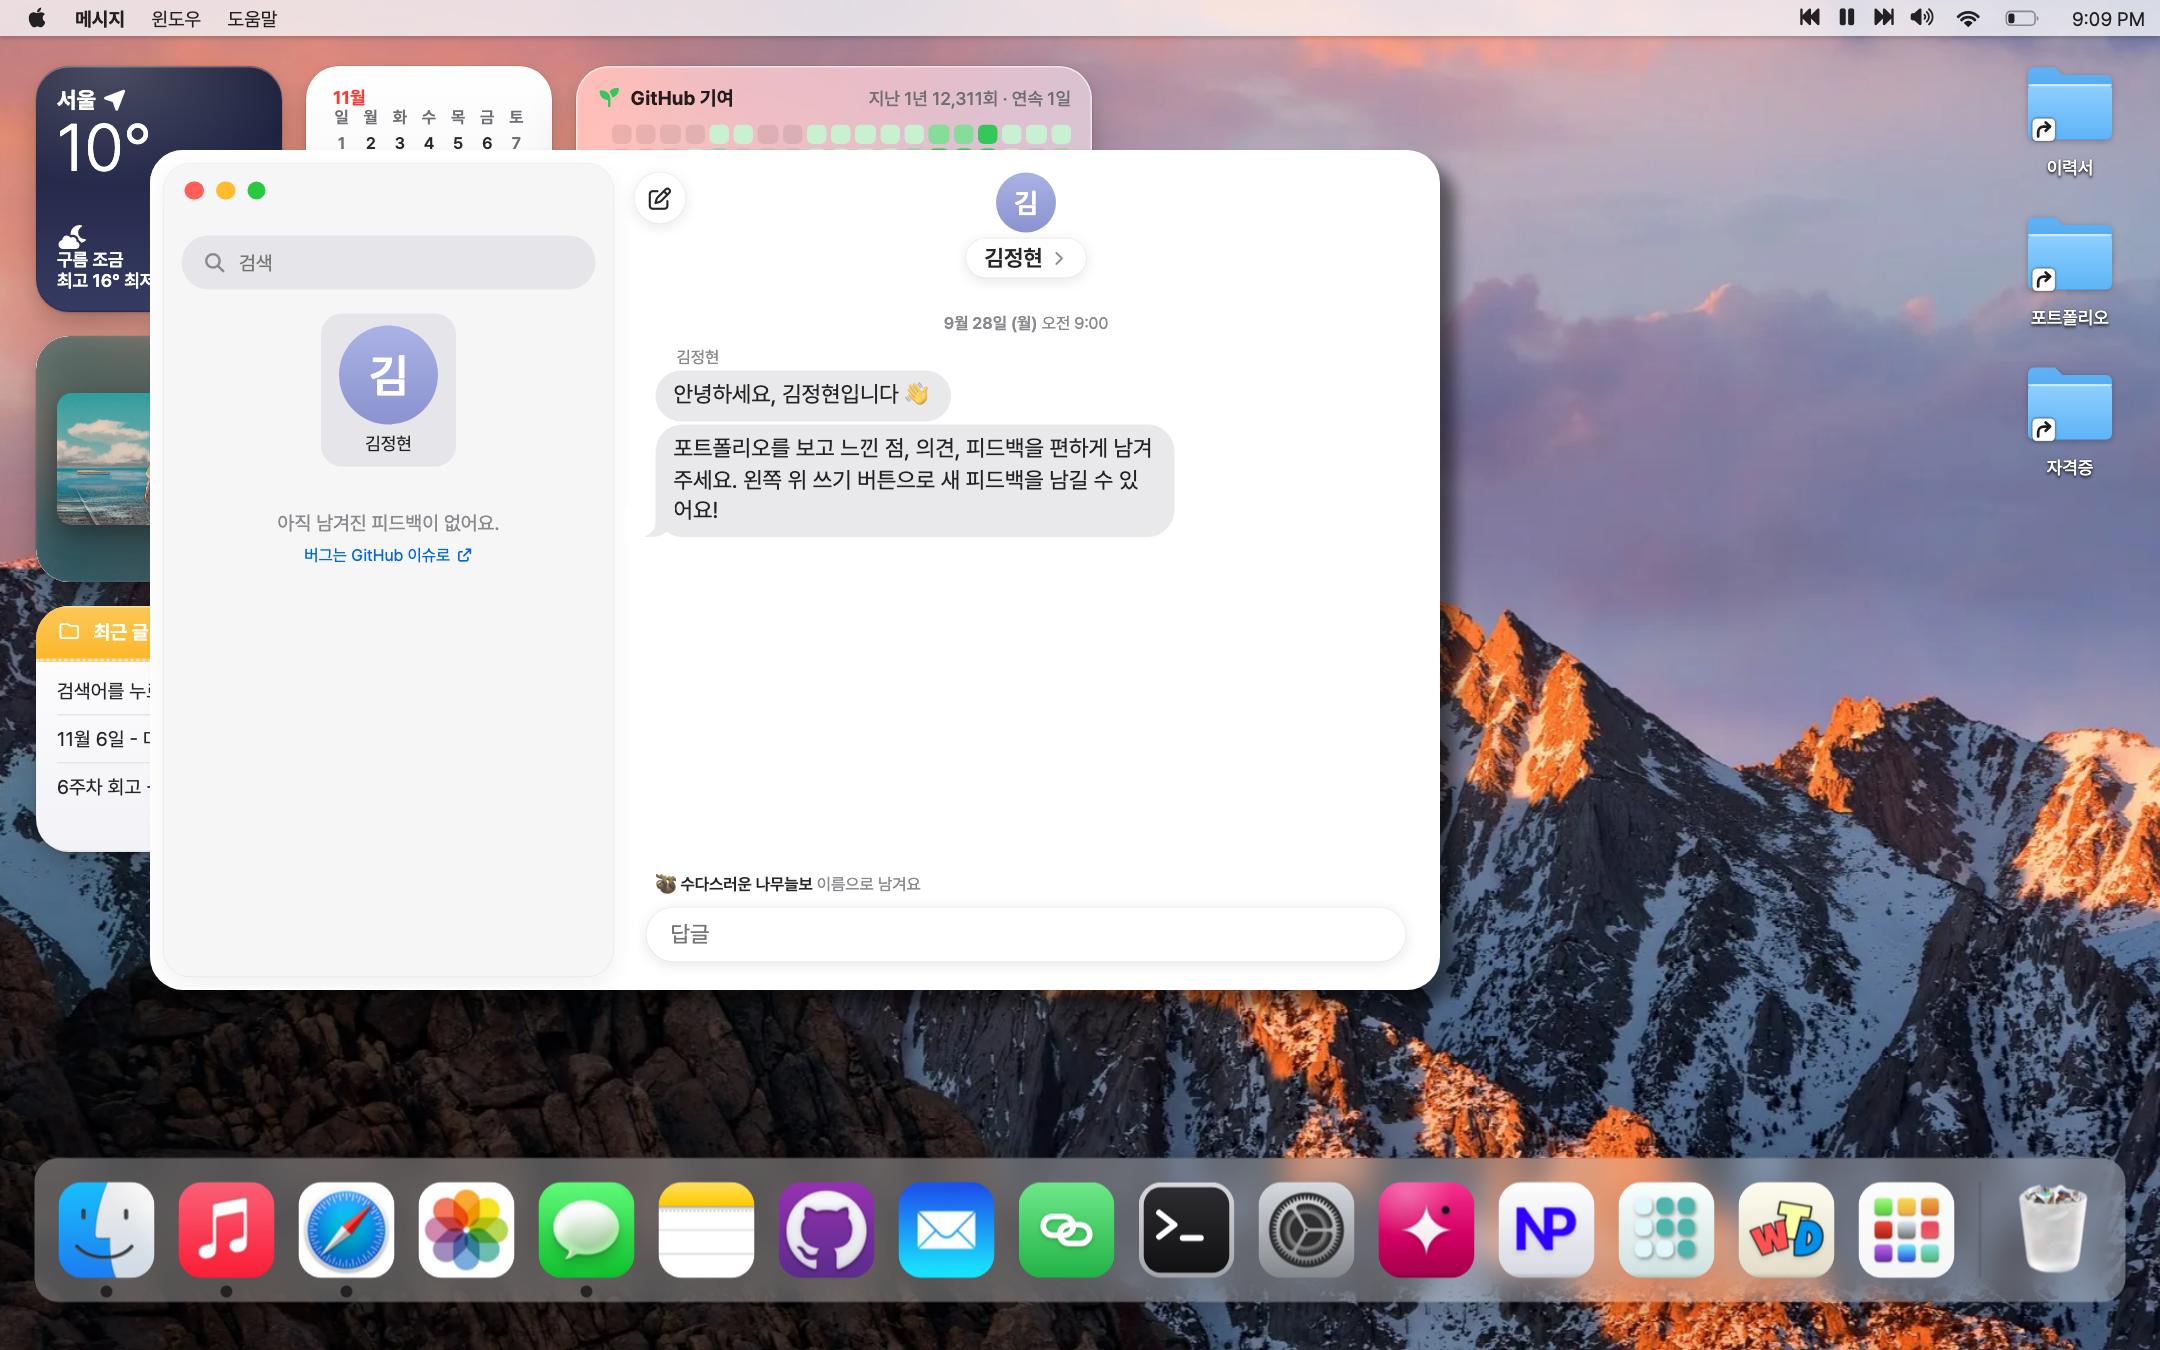 메시지 윈도우 도움말 9:09 PM
서울
10°
구름 조금
최고 16°
11월
일 월 화 수 목 금 토
1 2 3 4 5 6 7
GitHub 기여 지난 1년 12,311회 · 연속 1일
이력서
포트폴리오
자격증
최근 글
검색어를
11월 6일 -
6주차 회고
검색
김
김정현
아직 남겨진 피드백이 없어요.
버그는 GitHub 이슈로
김
김정현
9월 28일 (월) 오전 9:00
김정현
안녕하세요, 김정현입니다 👋
포트폴리오를 보고 느낀 점, 의견, 피드백을 편하게 남겨
주세요. 왼쪽 위 쓰기 버튼으로 새 피드백을 남길 수 있
어요!
🦥 수다스러운 나무늘보 이름으로 남겨요
답글
NP
WTD